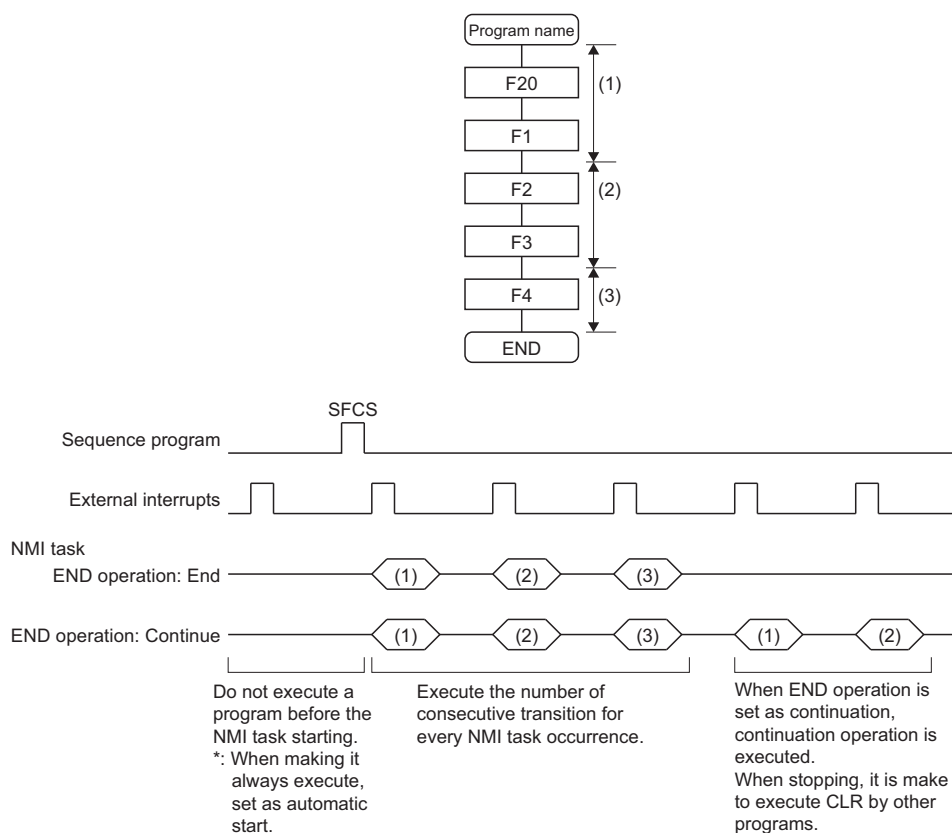 Program name
F20
(1)
F1
F2
(2)
F3
F4
(3)
END
SFCS
Sequence program
External interrupts
NMI task
END operation: End
(1)
(2)
(3)
END operation: Continue
(1)
(2)
(3)
(1)
(2)
Do not execute a
program before the
NMI task starting.
*: When making it
always execute,
set as automatic
start.
Execute the number of
consecutive transition for
every NMI task occurrence.
When END operation is
set as continuation,
continuation operation is
executed.
When stopping, it is make
to execute CLR by other
programs.